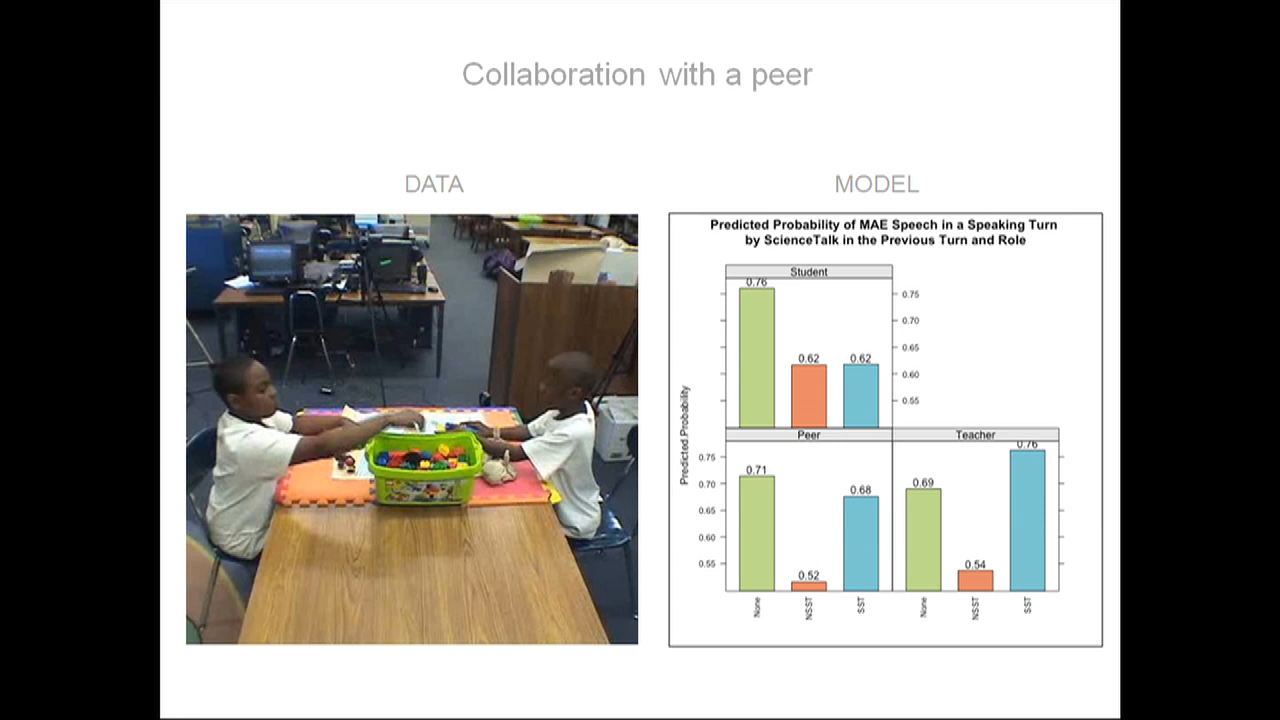 Collaboration with a peer
DATA
MODEL
Predicted Probability of MAE Speech in a Speaking Turn
by ScienceTalk in the Previous Turn and Role
Student
0.76
0.62
0.62
0.75
0.70
0.65
0.60
0.55
Predicted Probability
Peer
Teacher
0.75
0.70
0.65
0.60
0.55
0.71
0.52
0.68
0.69
0.54
0.76
None
NSST
SST
None
NSST
SST